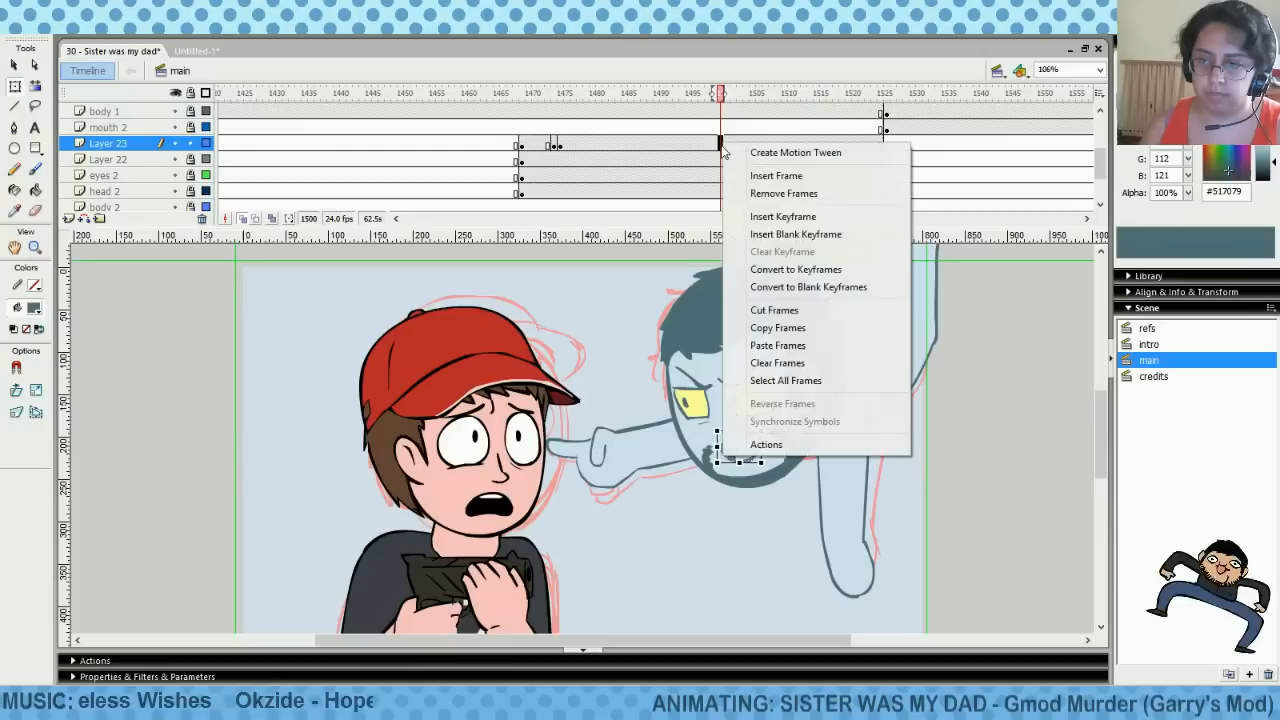 Tools
30 - Sister was my dad*
Untitled-1*
Timeline
main
106%
1425 1430 1435 1440 1445 1450 1455 1460 1465 1470 1475 1480 1485 1490 1495 1505 1510 1515 1520 1525 1530 1535 1540 1545 1550 1555
body 1
mouth 2
Layer 23
Layer 22
eyes 2
head 2
body 2
1500 24.0 fps 62.5s
View
Colors
Options
Create Motion Tween
Insert Frame
Remove Frames
Insert Keyframe
Insert Blank Keyframe
Clear Keyframe
Convert to Keyframes
Convert to Blank Keyframes
Cut Frames
Copy Frames
Paste Frames
Clear Frames
Select All Frames
Reverse Frames
Synchronize Symbols
Actions
G: 112
B: 121
Alpha: 100%
#517079
Library
Align & Info & Transform
Scene
refs
intro
main
credits
Actions
Properties & Filters & Parameters
MUSIC: eless Wishes Okzide - Hope
ANIMATING: SISTER WAS MY DAD - Gmod Murder (Garry's Mod)